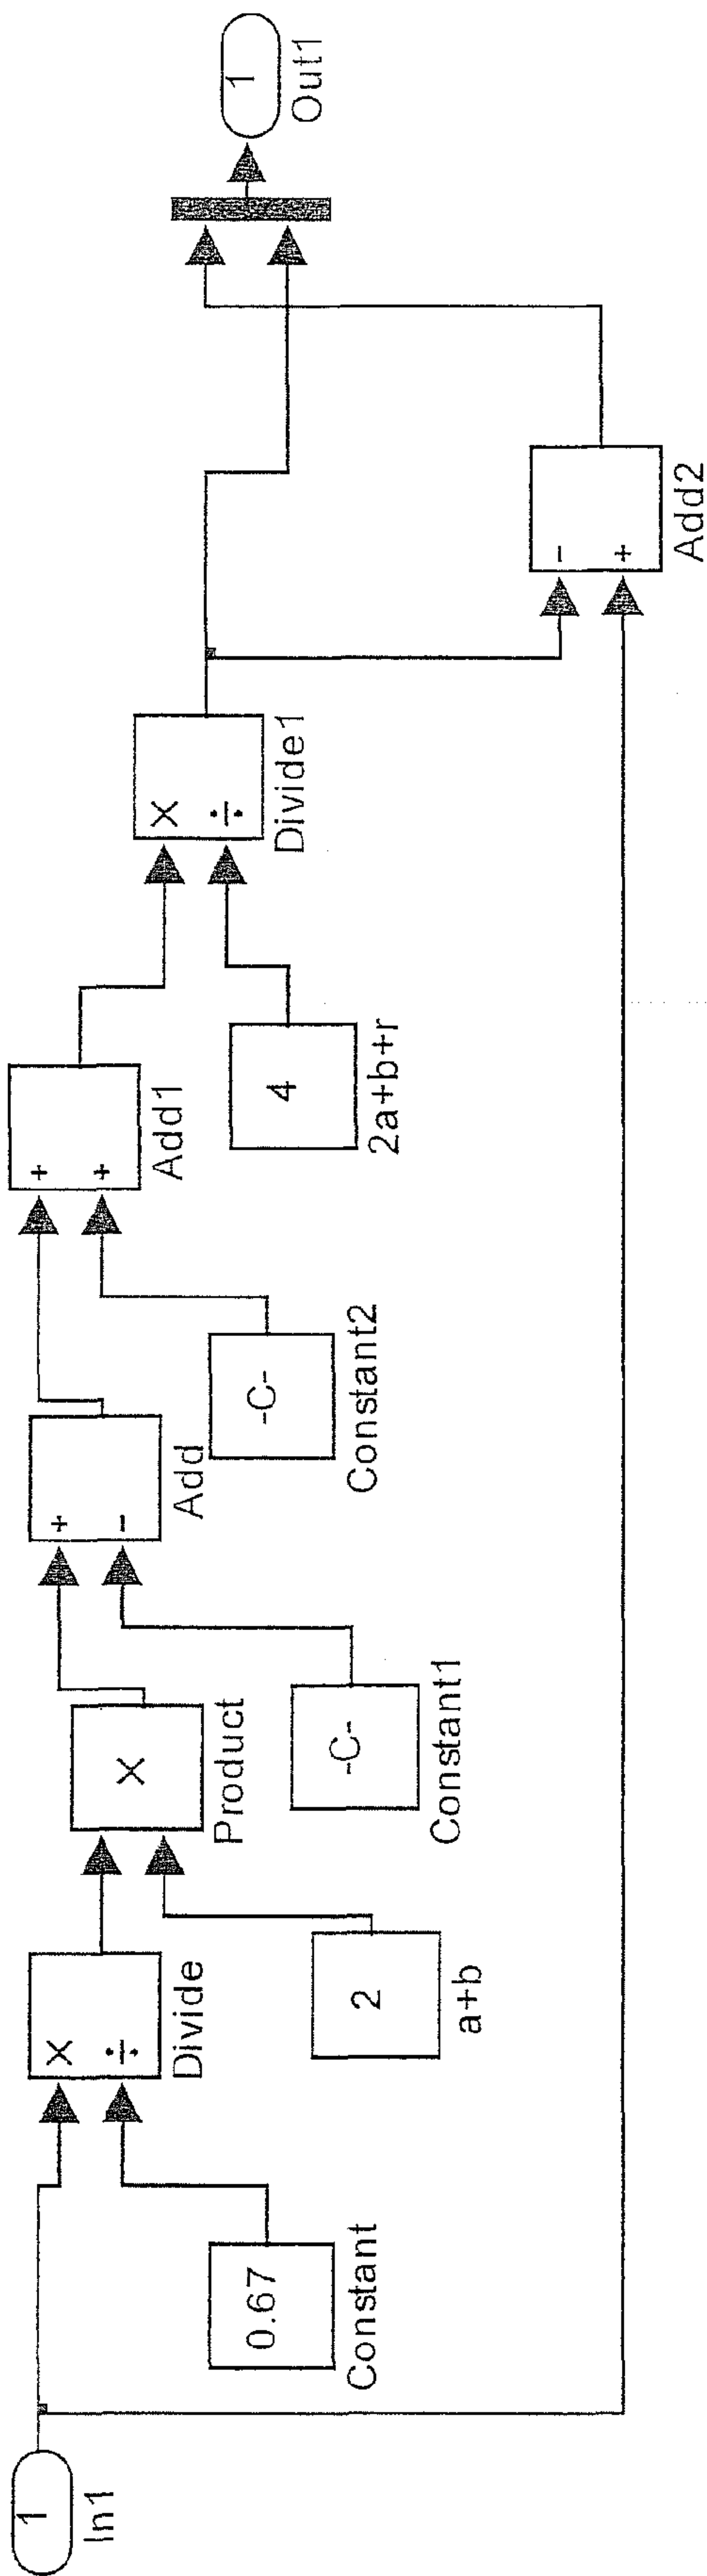 1
In1
0.67
Constant
X
÷
Divide
2
a+b
X
Product
-C-
Constant1
+
-
Add
-C-
Constant2
+
+
Add1
4
2a+b+r
X
÷
Divide1
-
+
Add2
1
Out1